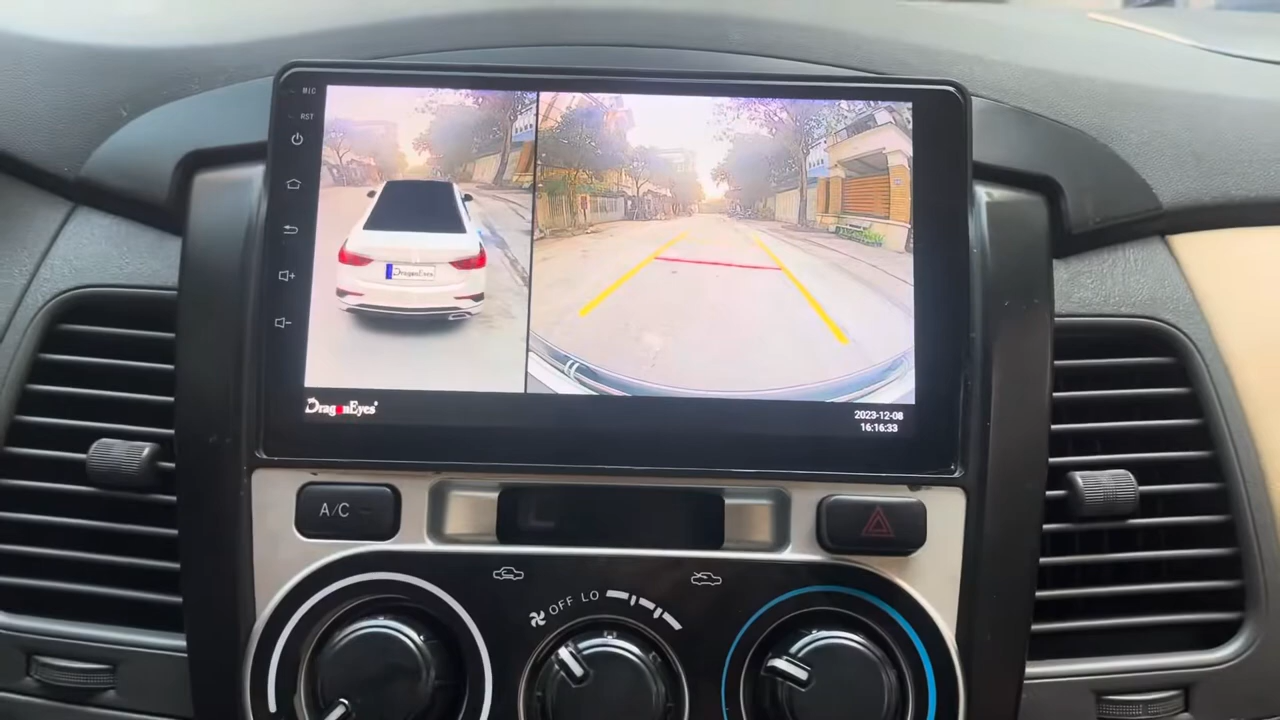 MIC
RST
DragonEyes
DragonEyes
2023-12-08
16:16:33
A/C
OFF LO